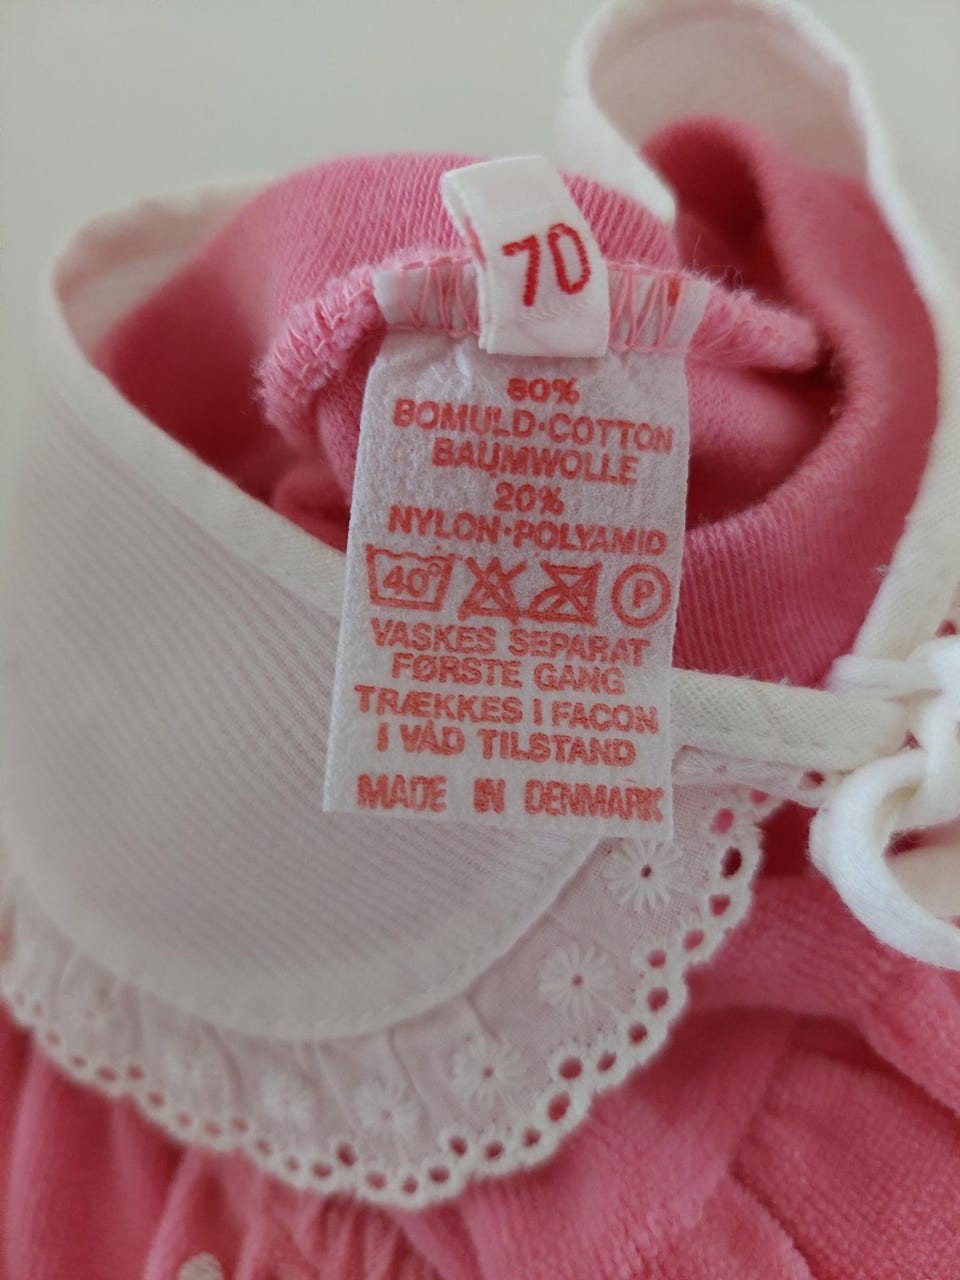 70
80%
BOMULD·COTTON
BAUMWOLLE
20%
NYLON·POLYAMID
40° P
VASKES SEPARAT
FØRSTE GANG
TRÆKKES I FACON
I VÅD TILSTAND
MADE IN DENMARK